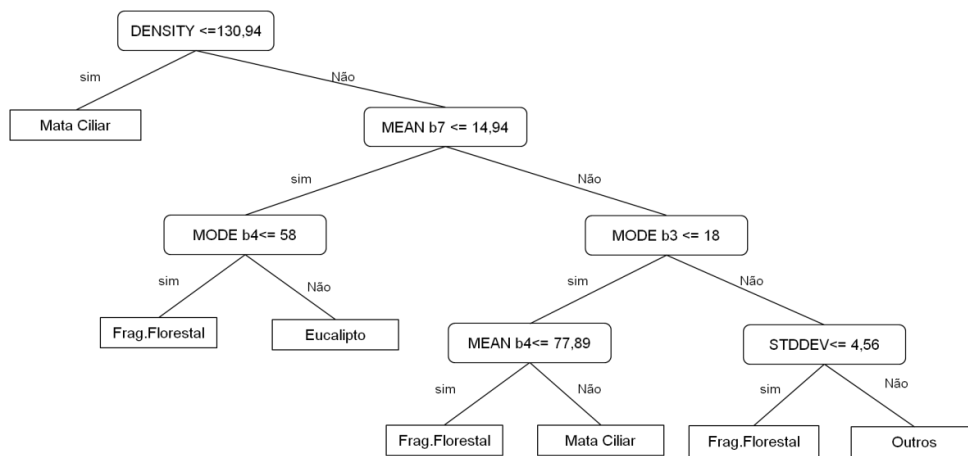 DENSITY <=130,94
sim
Não
Mata Ciliar
MEAN b7 <= 14,94
sim
Não
MODE b4<= 58
MODE b3 <= 18
sim
Não
sim
Não
Frag.Florestal
Eucalipto
MEAN b4<= 77,89
STDDEV<= 4,56
sim
Não
sim
Não
Frag.Florestal
Mata Ciliar
Frag.Florestal
Outros